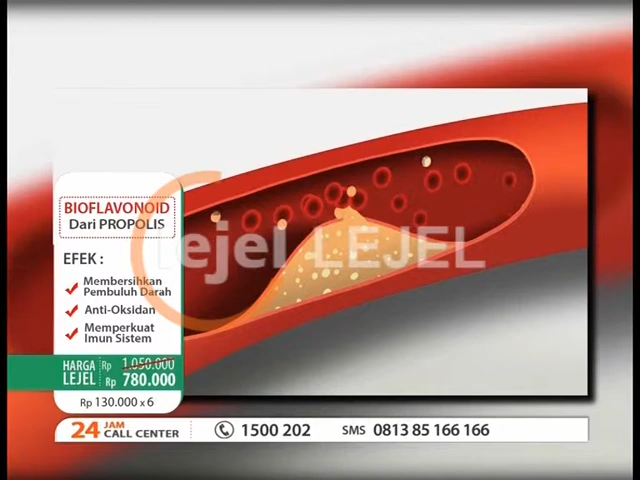 BIOFLAVONOID
Dari PROPOLIS
lejel LEJEL
EFEK :
Membersihkan
Pembuluh Darah
Anti-Oksidan
Memperkuat
Imun Sistem
HARGA
LEJEL
Rp 1.050.000
Rp 780.000
Rp 130.000 x 6
24 JAM
CALL CENTER
1500 202
SMS 0813 85 166 166